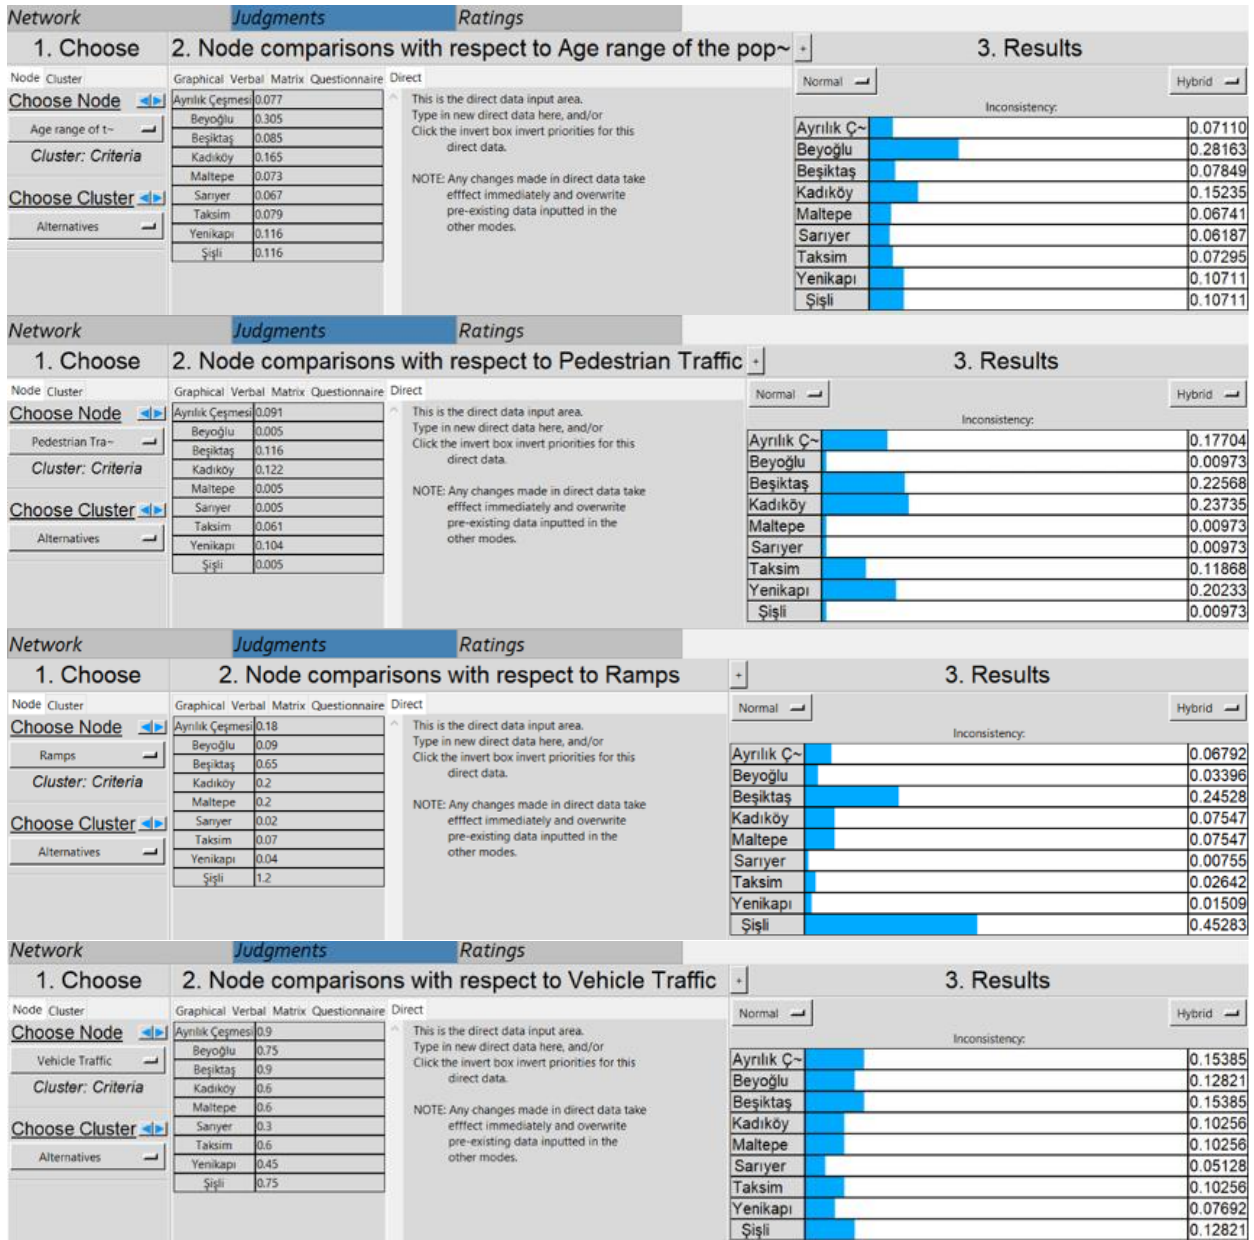 Network Judgments Ratings
1. Choose 2. Node comparisons with respect to Age range of the pop~ + 3. Results
Node Cluster Graphical Verbal Matrix Questionnaire Direct Normal Hybrid
Choose Node
Age range of t~
Cluster: Criteria
Choose Cluster
Alternatives
Ayrılık Çeşmesi 0.077
Beyoğlu 0.305
Beşiktaş 0.085
Kadıköy 0.165
Maltepe 0.073
Sarıyer 0.067
Taksim 0.079
Yenikapı 0.116
Şişli 0.116
This is the direct data input area.
Type in new direct data here, and/or
Click the invert box invert priorities for this
direct data.
NOTE: Any changes made in direct data take
efffect immediately and overwrite
pre-existing data inputted in the
other modes.
Inconsistency:
Ayrılık Ç~ 0.07110
Beyoğlu 0.28163
Beşiktaş 0.07849
Kadıköy 0.15235
Maltepe 0.06741
Sarıyer 0.06187
Taksim 0.07295
Yenikapı 0.10711
Şişli 0.10711
Network Judgments Ratings
1. Choose 2. Node comparisons with respect to Pedestrian Traffic + 3. Results
Node Cluster Graphical Verbal Matrix Questionnaire Direct Normal Hybrid
Choose Node
Pedestrian Tra~
Cluster: Criteria
Choose Cluster
Alternatives
Ayrılık Çeşmesi 0.091
Beyoğlu 0.005
Beşiktaş 0.116
Kadıköy 0.122
Maltepe 0.005
Sarıyer 0.005
Taksim 0.061
Yenikapı 0.104
Şişli 0.005
This is the direct data input area.
Type in new direct data here, and/or
Click the invert box invert priorities for this
direct data.
NOTE: Any changes made in direct data take
efffect immediately and overwrite
pre-existing data inputted in the
other modes.
Inconsistency:
Ayrılık Ç~ 0.17704
Beyoğlu 0.00973
Beşiktaş 0.22568
Kadıköy 0.23735
Maltepe 0.00973
Sarıyer 0.00973
Taksim 0.11868
Yenikapı 0.20233
Şişli 0.00973
Network Judgments Ratings
1. Choose 2. Node comparisons with respect to Ramps + 3. Results
Node Cluster Graphical Verbal Matrix Questionnaire Direct Normal Hybrid
Choose Node
Ramps
Cluster: Criteria
Choose Cluster
Alternatives
Ayrılık Çeşmesi 0.18
Beyoğlu 0.09
Beşiktaş 0.65
Kadıköy 0.2
Maltepe 0.2
Sarıyer 0.02
Taksim 0.07
Yenikapı 0.04
Şişli 1.2
This is the direct data input area.
Type in new direct data here, and/or
Click the invert box invert priorities for this
direct data.
NOTE: Any changes made in direct data take
efffect immediately and overwrite
pre-existing data inputted in the
other modes.
Inconsistency:
Ayrılık Ç~ 0.06792
Beyoğlu 0.03396
Beşiktaş 0.24528
Kadıköy 0.07547
Maltepe 0.07547
Sarıyer 0.00755
Taksim 0.02642
Yenikapı 0.01509
Şişli 0.45283
Network Judgments Ratings
1. Choose 2. Node comparisons with respect to Vehicle Traffic + 3. Results
Node Cluster Graphical Verbal Matrix Questionnaire Direct Normal Hybrid
Choose Node
Vehicle Traffic
Cluster: Criteria
Choose Cluster
Alternatives
Ayrılık Çeşmesi 0.9
Beyoğlu 0.75
Beşiktaş 0.9
Kadıköy 0.6
Maltepe 0.6
Sarıyer 0.3
Taksim 0.6
Yenikapı 0.45
Şişli 0.75
This is the direct data input area.
Type in new direct data here, and/or
Click the invert box invert priorities for this
direct data.
NOTE: Any changes made in direct data take
efffect immediately and overwrite
pre-existing data inputted in the
other modes.
Inconsistency:
Ayrılık Ç~ 0.15385
Beyoğlu 0.12821
Beşiktaş 0.15385
Kadıköy 0.10256
Maltepe 0.10256
Sarıyer 0.05128
Taksim 0.10256
Yenikapı 0.07692
Şişli 0.12821